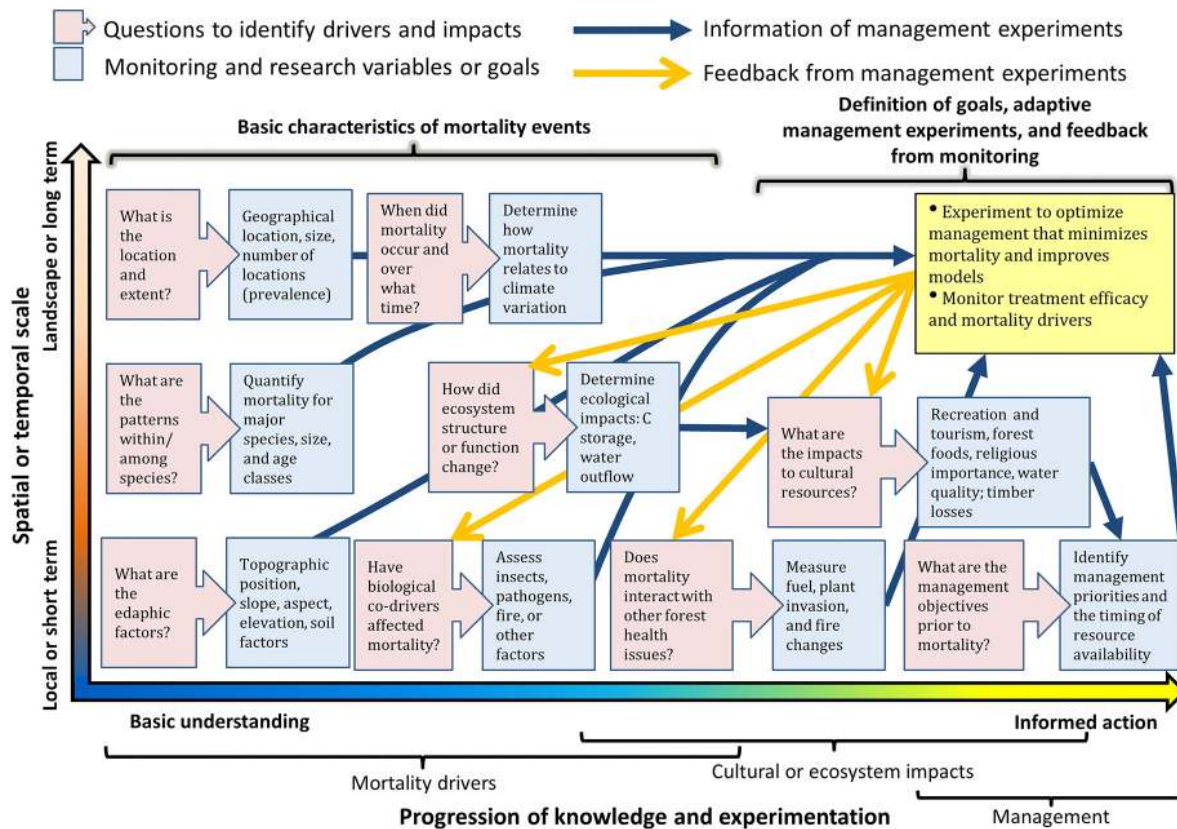 Questions to identify drivers and impacts
Monitoring and research variables or goals
Information of management experiments
Feedback from management experiments
Basic characteristics of mortality events
Definition of goals, adaptive
management experiments, and feedback
from monitoring
Spatial or temporal scale
Landscape or long term
Local or short term
What is
the
location
and
extent?
Geographical
location, size,
number of
locations
(prevalence)
When did
mortality
occur and
over
what
time?
Determine
how
mortality
relates to
climate
variation
• Experiment to optimize
management that minimizes
mortality and improves
models
• Monitor treatment efficacy
and mortality drivers
What are
the
patterns
within/
among
species?
Quantify
mortality for
major
species, size,
and age
classes
How did
ecosystem
structure
or function
change?
Determine
ecological
impacts: C
storage,
water
outflow
What are
the impacts
to cultural
resources?
Recreation and
tourism, forest
foods, religious
importance, water
quality; timber
losses
What are
the
edaphic
factors?
Topographic
position,
slope, aspect,
elevation, soil
factors
Have
biological
co-drivers
affected
mortality?
Assess
insects,
pathogens,
fire, or
other
factors
Does
mortality
interact with
other forest
health
issues?
Measure
fuel, plant
invasion,
and fire
changes
What are the
management
objectives
prior to
mortality?
Identify
management
priorities and
the timing of
resource
availability
Basic understanding
Informed action
Mortality drivers
Cultural or ecosystem impacts
Management
Progression of knowledge and experimentation